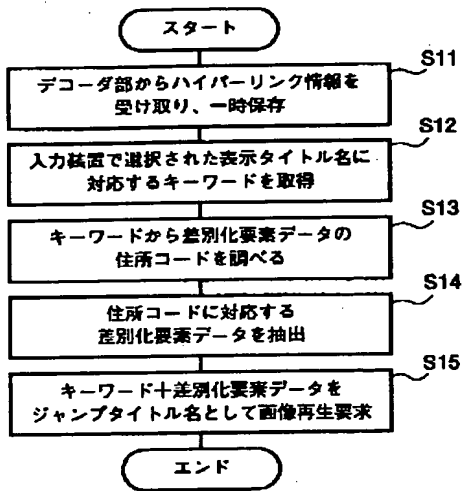 スタート
S11
デコーダ部からハイパーリンク情報を
受け取り、一時保存
S12
入力装置で選択された表示タイトル名に
対応するキーワードを取得
S13
キーワードから差別化要素データの
住所コードを調べる
S14
住所コードに対応する
差別化要素データを抽出
S15
キーワード＋差別化要素データを
ジャンプタイトル名として画像再生要求
エンド